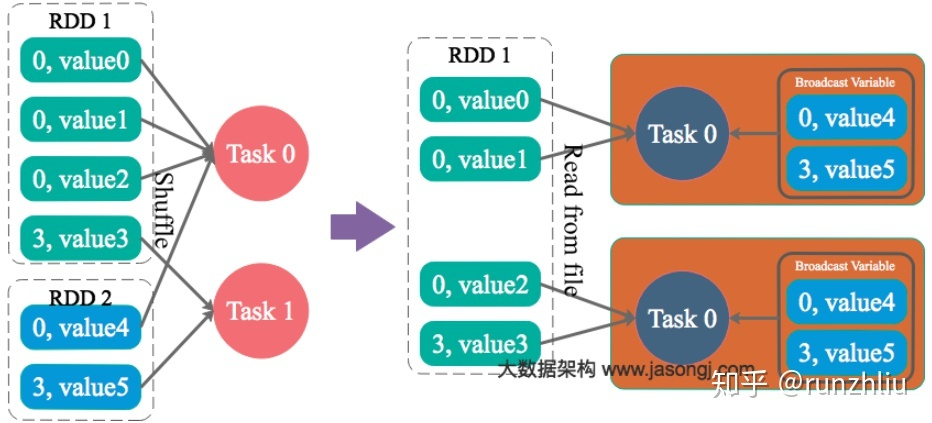 RDD 1
0, value0
0, value1
0, value2
3, value3
RDD 2
0, value4
3, value5
Shuffle
Task 0
Task 1
RDD 1
0, value0
0, value1
0, value2
3, value3
Read from file
Task 0
Broadcast Variable
0, value4
3, value5
Task 0
Broadcast Variable
0, value4
3, value5
大数据架构 www.jasongj.com
知乎 @runzhliu